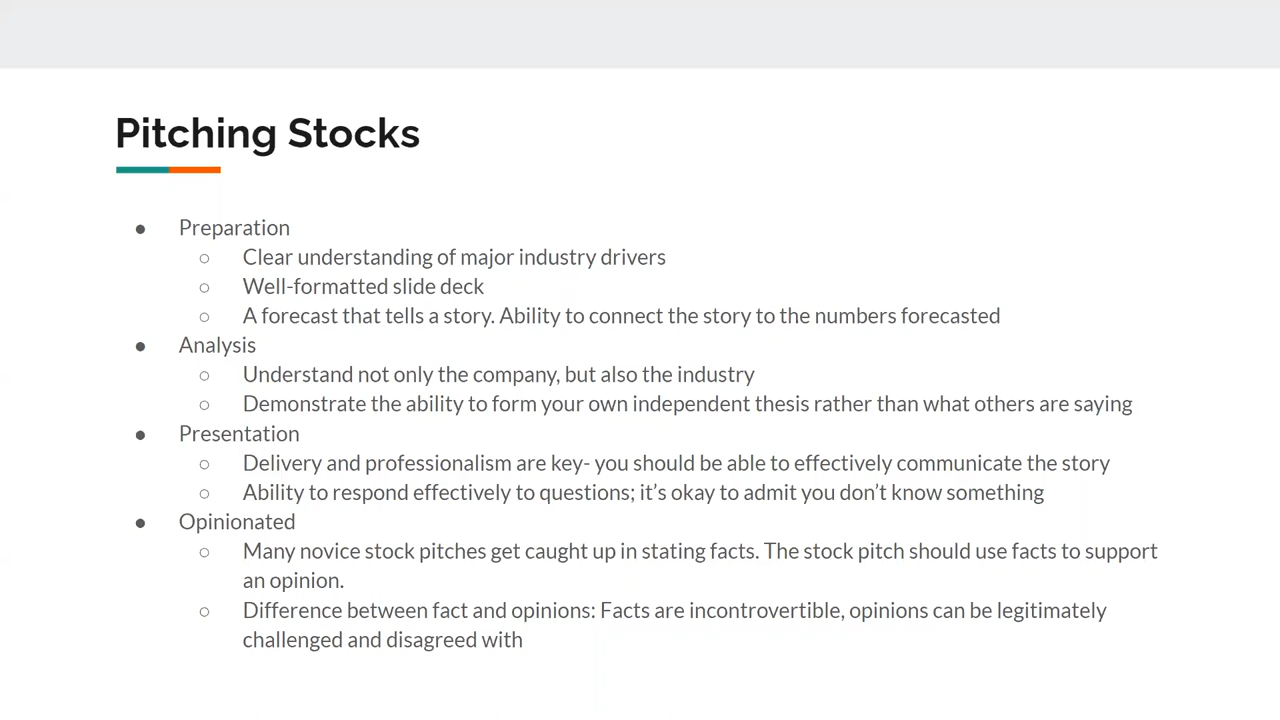 Pitching Stocks
● Preparation
○ Clear understanding of major industry drivers
○ Well-formatted slide deck
○ A forecast that tells a story. Ability to connect the story to the numbers forecasted
● Analysis
○ Understand not only the company, but also the industry
○ Demonstrate the ability to form your own independent thesis rather than what others are saying
● Presentation
○ Delivery and professionalism are key- you should be able to effectively communicate the story
○ Ability to respond effectively to questions; it’s okay to admit you don’t know something
● Opinionated
○ Many novice stock pitches get caught up in stating facts. The stock pitch should use facts to support
an opinion.
○ Difference between fact and opinions: Facts are incontrovertible, opinions can be legitimately
challenged and disagreed with